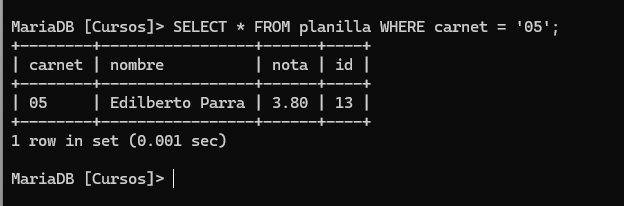 MariaDB [Cursos]> SELECT * FROM planilla WHERE carnet = '05';
+--------+-----------------+------+----+
| carnet | nombre          | nota | id |
+--------+-----------------+------+----+
| 05     | Edilberto Parra | 3.80 | 13 |
+--------+-----------------+------+----+
1 row in set (0.001 sec)
MariaDB [Cursos]>